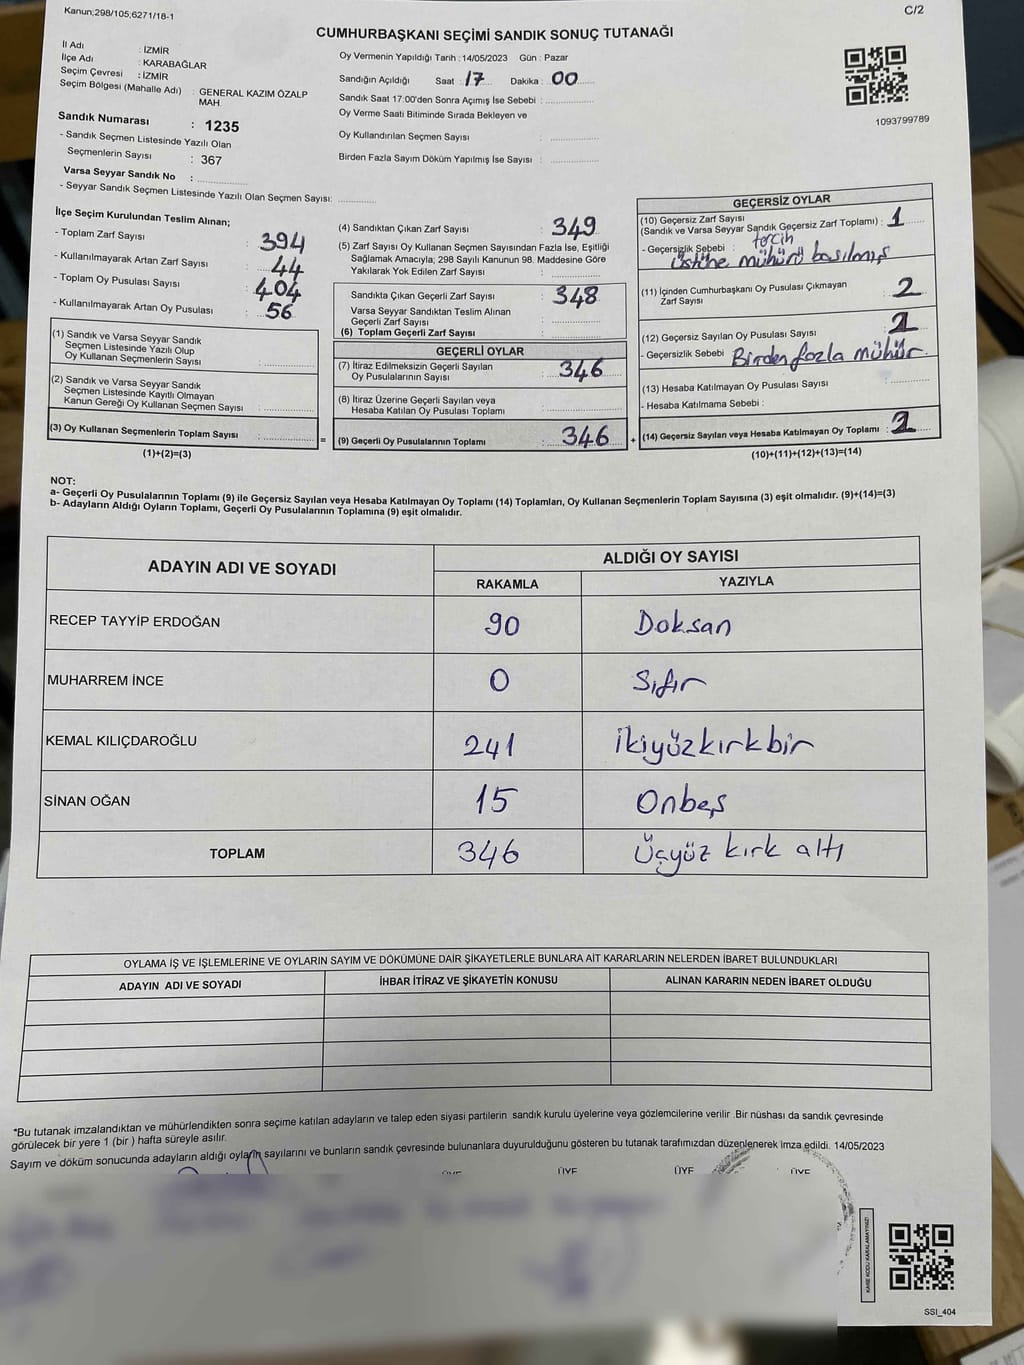 Kanun;298/105;6271/18-1
C/2
CUMHURBAŞKANI SEÇİMİ SANDIK SONUÇ TUTANAĞI
İl Adı : İZMİR
İlçe Adı : KARABAĞLAR
Seçim Çevresi : İZMİR
Seçim Bölgesi (Mahalle Adı) : GENERAL KAZIM ÖZALP MAH.
Sandık Numarası : 1235
- Sandık Seçmen Listesinde Yazılı Olan
Seçmenlerin Sayısı : 367
Varsa Seyyar Sandık No :
- Seyyar Sandık Seçmen Listesinde Yazılı Olan Seçmen Sayısı:
Oy Vermenin Yapıldığı Tarih : 14/05/2023 Gün : Pazar
Sandığın Açıldığı Saat : 17 Dakika : 00
Sandık Saat 17:00'den Sonra Açımış İse Sebebi :
Oy Verme Saati Bitiminde Sırada Bekleyen ve
Oy Kullandırılan Seçmen Sayısı :
Birden Fazla Sayım Döküm Yapılmış İse Sayısı :
1093799789
İlçe Seçim Kurulundan Teslim Alınan;
- Toplam Zarf Sayısı : 394
- Kullanılmayarak Artan Zarf Sayısı : 44
- Toplam Oy Pusulası Sayısı : 404
- Kullanılmayarak Artan Oy Pusulası : 56
(1) Sandık ve Varsa Seyyar Sandık
Seçmen Listesinde Yazılı Olup
Oy Kullanan Seçmenlerin Sayısı :
(2) Sandık ve Varsa Seyyar Sandık
Seçmen Listesinde Kayıtlı Olmayan
Kanun Gereği Oy Kullanan Seçmen Sayısı :
(3) Oy Kullanan Seçmenlerin Toplam Sayısı : =
(1)+(2)=(3)
(4) Sandıktan Çıkan Zarf Sayısı : 349
(5) Zarf Sayısı Oy Kullanan Seçmen Sayısından Fazla İse, Eşitliği
Sağlamak Amacıyla; 298 Sayılı Kanunun 98. Maddesine Göre
Yakılarak Yok Edilen Zarf Sayısı :
Sandıkta Çıkan Geçerli Zarf Sayısı : 348
Varsa Seyyar Sandıktan Teslim Alınan
Geçerli Zarf Sayısı :
(6) Toplam Geçerli Zarf Sayısı :
GEÇERLİ OYLAR
(7) İtiraz Edilmeksizin Geçerli Sayılan
Oy Pusulalarının Sayısı : 346
(8) İtiraz Üzerine Geçerli Sayılan veya
Hesaba Katılan Oy Pusulası Toplamı :
(9) Geçerli Oy Pusulalarının Toplamı : 346 +
GEÇERSİZ OYLAR
(10) Geçersiz Zarf Sayısı
(Sandık ve Varsa Seyyar Sandık Geçersiz Zarf Toplamı) : 1
- Geçersizlik Sebebi : tercih
üstüne mühürü basılmış
(11) İçinden Cumhurbaşkanı Oy Pusulası Çıkmayan
Zarf Sayısı : 2
(12) Geçersiz Sayılan Oy Pusulası Sayısı :
- Geçersizlik Sebebi : Birden fazla mühür
(13) Hesaba Katılmayan Oy Pusulası Sayısı :
- Hesaba Katılmama Sebebi :
(14) Geçersiz Sayılan veya Hesaba Katılmayan Oy Toplamı :
(10)+(11)+(12)+(13)=(14)
NOT:
a- Geçerli Oy Pusulalarının Toplamı (9) ile Geçersiz Sayılan veya Hesaba Katılmayan Oy Toplamı (14) Toplamları, Oy Kullanan Seçmenlerin Toplam Sayısına (3) eşit olmalıdır. (9)+(14)=(3)
b- Adayların Aldığı Oyların Toplamı, Geçerli Oy Pusulalarının Toplamına (9) eşit olmalıdır.
ADAYIN ADI VE SOYADI
ALDIĞI OY SAYISI
RAKAMLA YAZIYLA
RECEP TAYYİP ERDOĞAN 90 Doksan
MUHARREM İNCE 0 Sıfır
KEMAL KILIÇDAROĞLU 241 İkiyüzkırkbir
SİNAN OĞAN 15 Onbeş
TOPLAM 346 Üçyüz kırk altı
OYLAMA İŞ VE İŞLEMLERİNE VE OYLARIN SAYIM VE DÖKÜMÜNE DAİR ŞİKAYETLERLE BUNLARA AİT KARARLARIN NELERDEN İBARET BULUNDUKLARI
ADAYIN ADI VE SOYADI İHBAR İTİRAZ VE ŞİKAYETİN KONUSU ALINAN KARARIN NEDEN İBARET OLDUĞU
*Bu tutanak imzalandıktan ve mühürlendikten sonra seçime katılan adayların ve talep eden siyasi partilerin sandık kurulu üyelerine veya gözlemcilerine verilir .Bir nüshası da sandık çevresinde
görülecek bir yere 1 (bir ) hafta süreyle asılır.
Sayım ve döküm sonucunda adayların aldığı oyların sayılarını ve bunların sandık çevresinde bulunanlara duyurulduğunu gösteren bu tutanak tarafımızdan düzenlenerek imza edildi. 14/05/2023
ÜYE ÜYE ÜYE ÜYE
KARE KODU KARALAMAYINIZ!
SSI_404